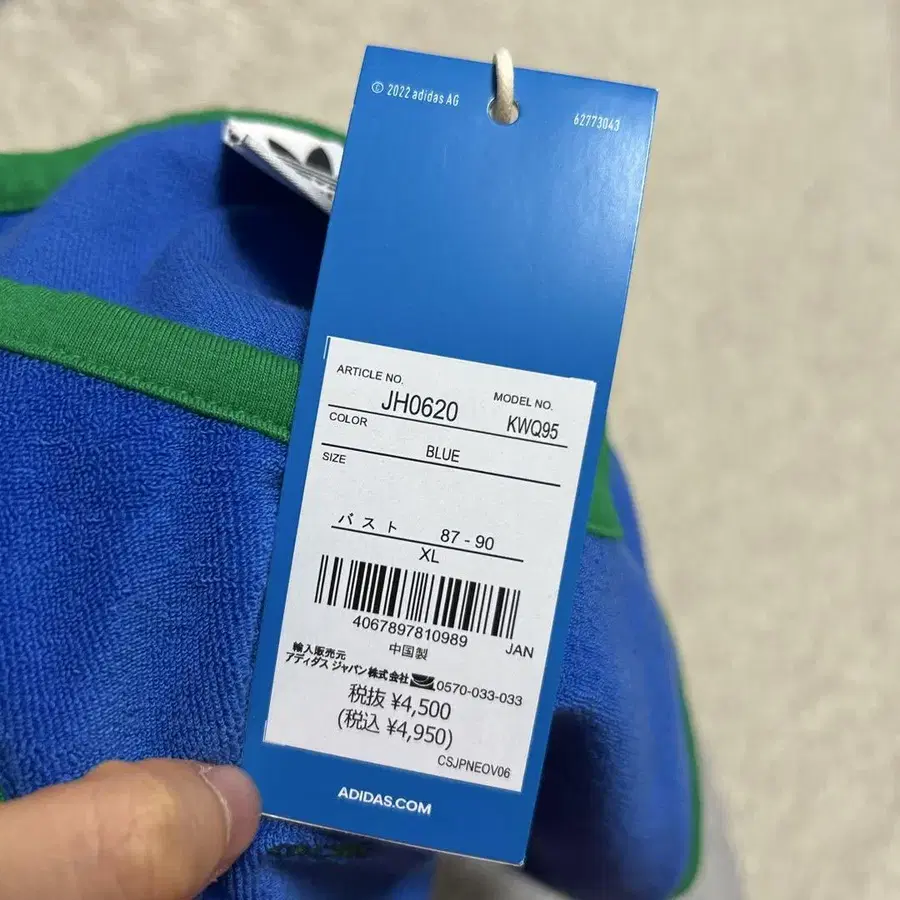 © 2022 adidas AG
62773043
ARTICLE NO.
MODEL NO.
JH0620
KWQ95
COLOR
BLUE
SIZE
バスト 87 - 90
XL
4067897810989 JAN
中国製
輸入販売元
アディダス ジャパン株式会社 0570-033-033
税抜 ¥4,500
(税込 ¥4,950)
CSJPNEOV06
ADIDAS.COM